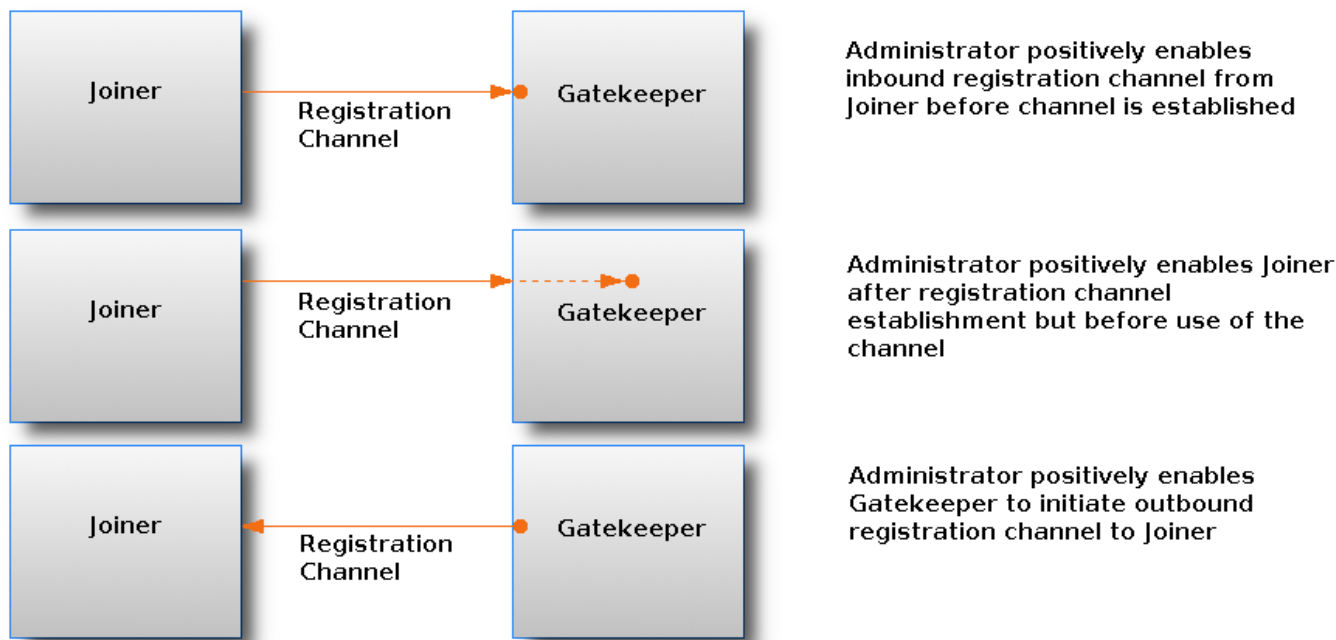 Joiner
Registration
Channel
Gatekeeper
Administrator positively enables
inbound registration channel from
Joiner before channel is established
Joiner
Registration
Channel
Gatekeeper
Administrator positively enables Joiner
after registration channel
establishment but before use of the
channel
Joiner
Registration
Channel
Gatekeeper
Administrator positively enables
Gatekeeper to initiate outbound
registration channel to Joiner